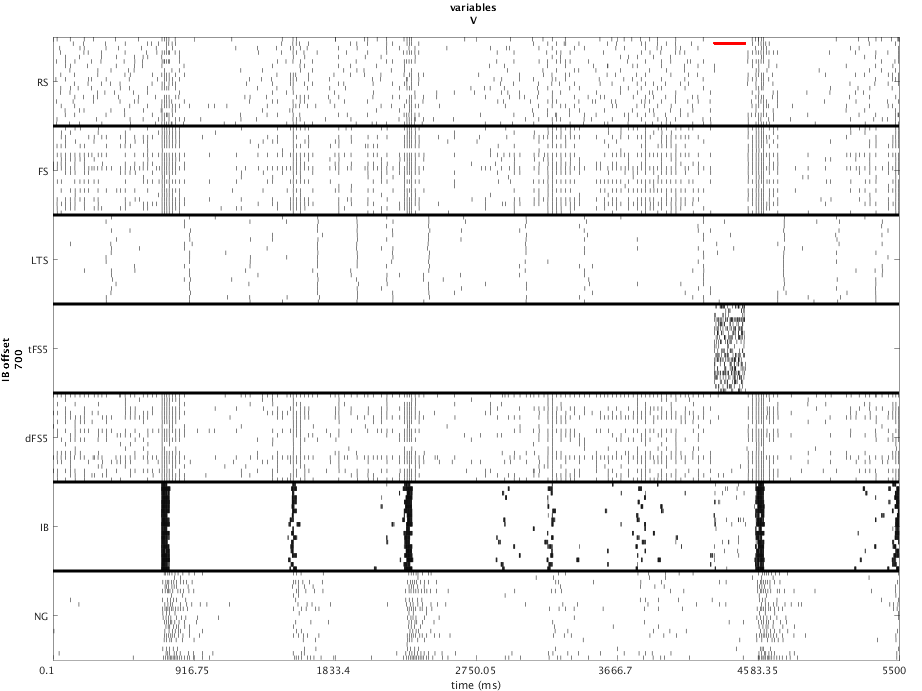 variables
V
RS
FS
LTS
tFS5
dFS5
IB
NG
IB offset
700
0.1 916.75 1833.4 2750.05 3666.7 4583.35 5500
time (ms)